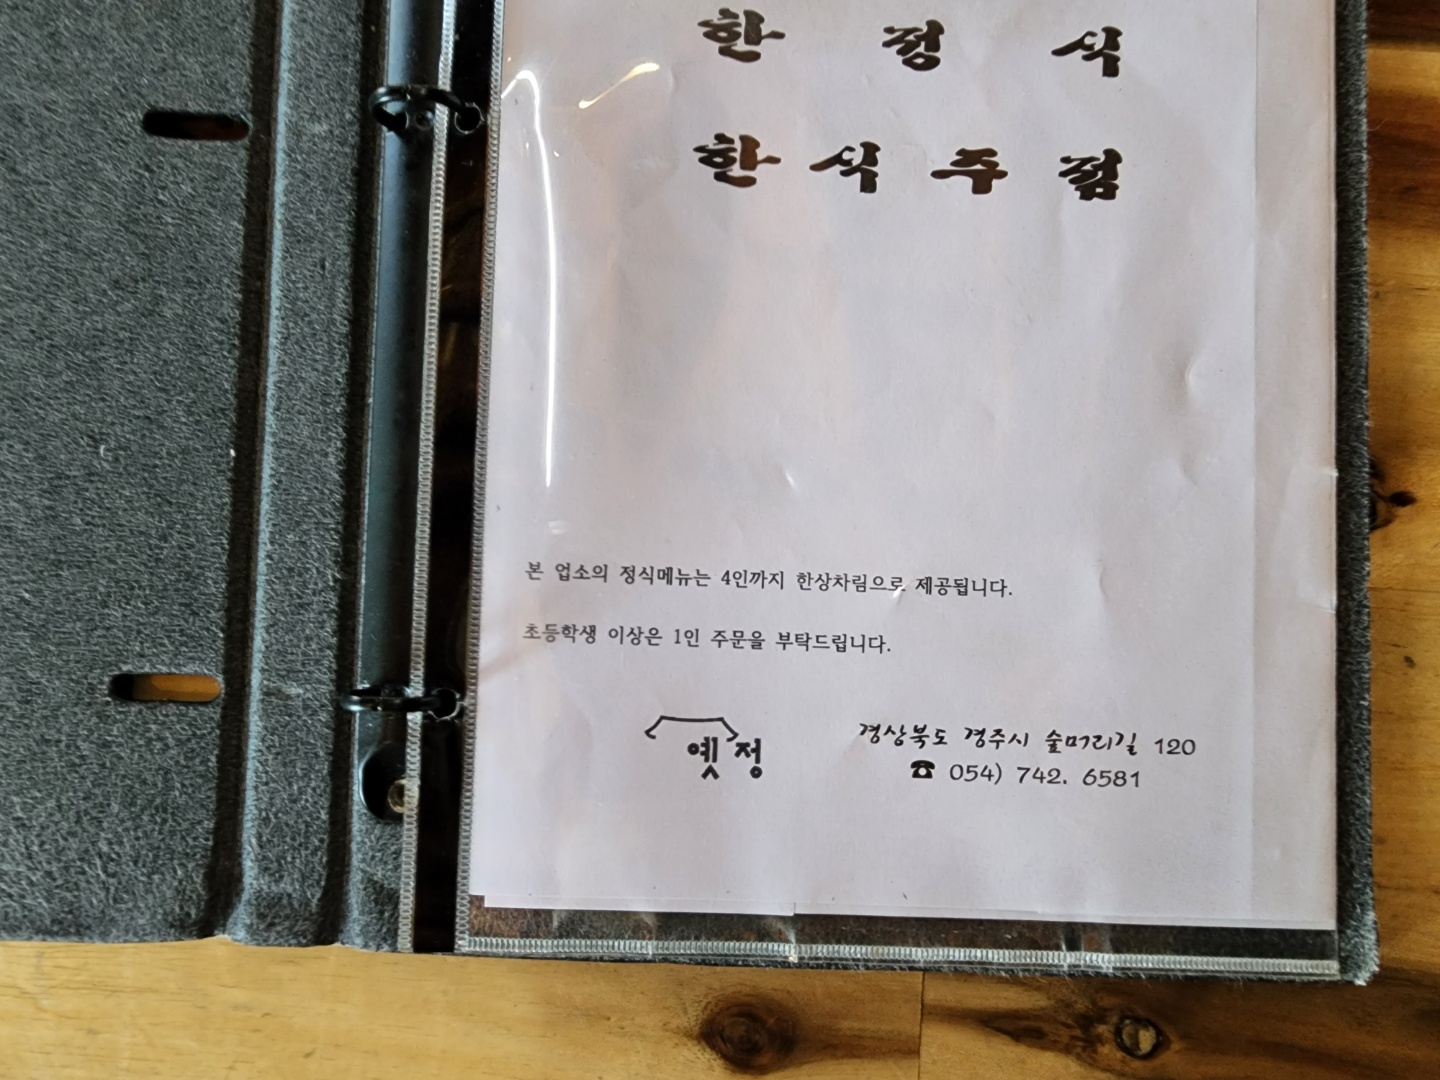 한 정 식
한 식 주 점
본 업소의 정식메뉴는 4인까지 한상차림으로 제공됩니다.
초등학생 이상은 1인 주문을 부탁드립니다.
옛정
경상북도 경주시 술머리길 120
☎ 054) 742. 6581